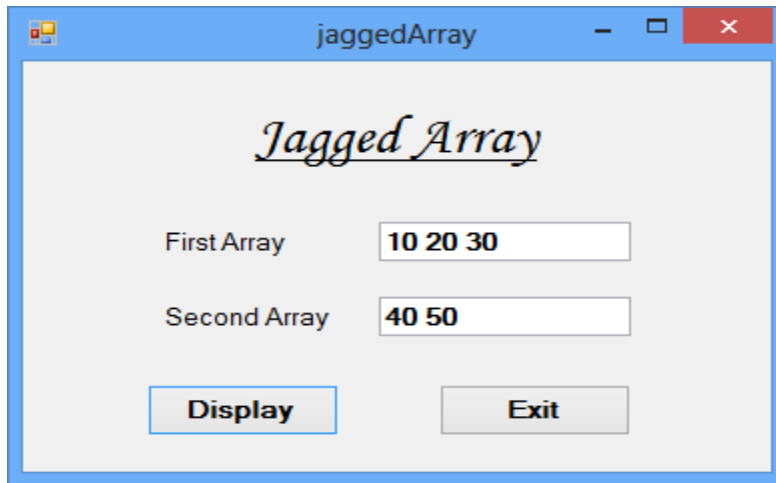 jaggedArray
Jagged Array
First Array 10 20 30
Second Array 40 50
Display Exit